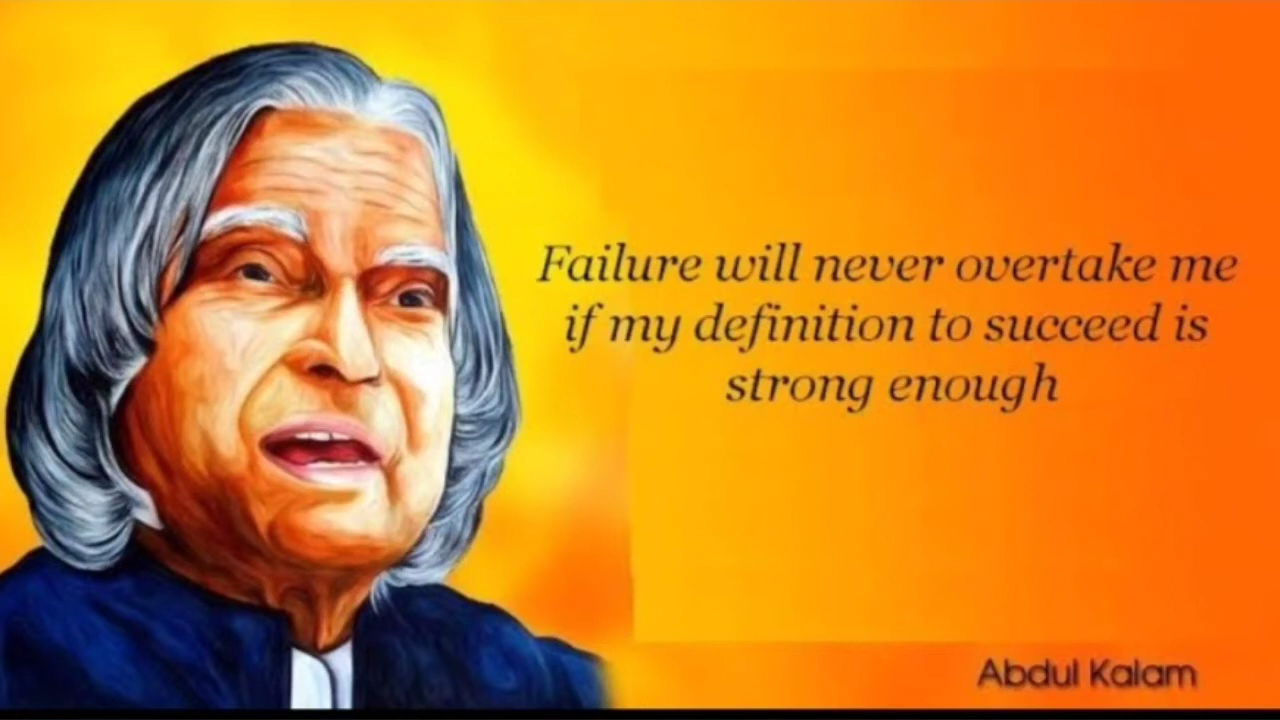 Failure will never overtake me
if my definition to succeed is
strong enough
Abdul Kalam